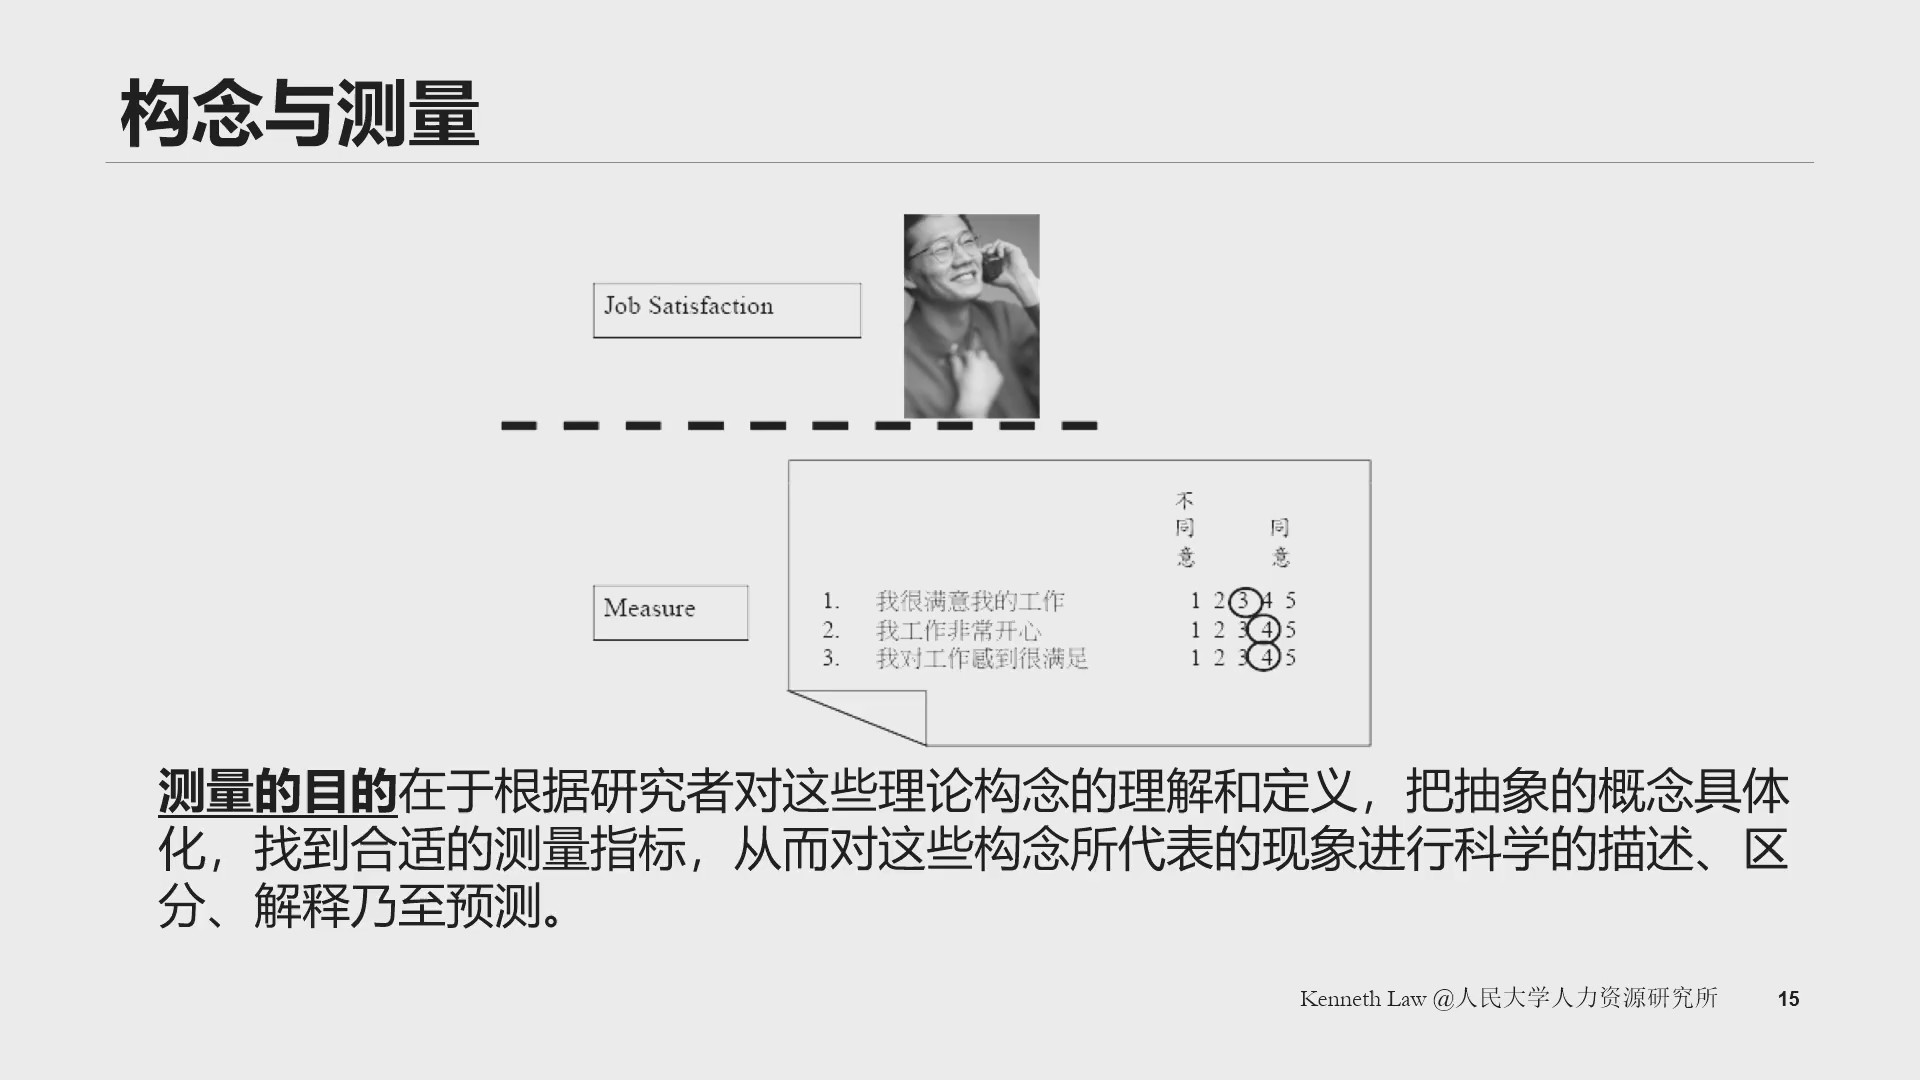 构念与测量
Job Satisfaction
不同意 同意
Measure
1. 我很满意我的工作 1 2 3 4 5
2. 我工作非常开心 1 2 3 4 5
3. 我对工作感到很满足 1 2 3 4 5
测量的目的在于根据研究者对这些理论构念的理解和定义，把抽象的概念具体
化，找到合适的测量指标，从而对这些构念所代表的现象进行科学的描述、区
分、解释乃至预测。
Kenneth Law @人民大学人力资源研究所 15